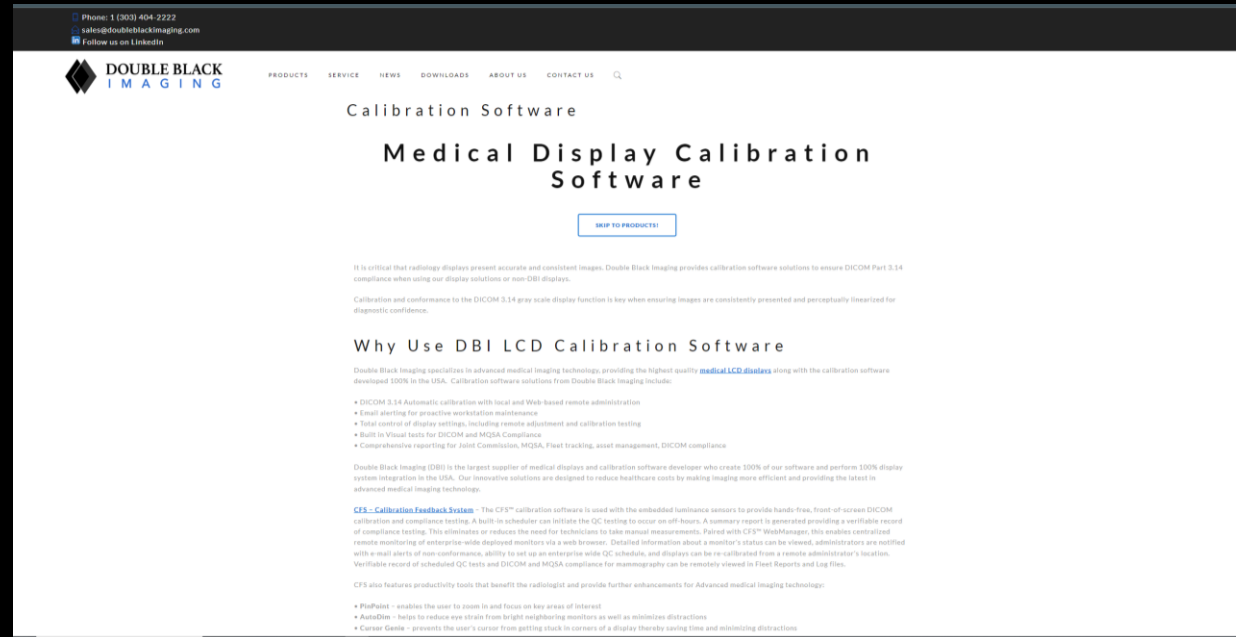 Phone: 1 (303) 404-2222
sales@doubleblackimaging.com
in Follow us on LinkedIn
DOUBLE BLACK
IMAGING
PRODUCTS SERVICE NEWS DOWNLOADS ABOUT US CONTACT US
Calibration Software
Medical Display Calibration
Software
SKIP TO PRODUCTS!
It is critical that radiology displays present accurate and consistent images. Double Black Imaging provides calibration software solutions to ensure DICOM Part 3.14
compliance when using our display solutions or non-DBI displays.
Calibration and conformance to the DICOM 3.14 gray scale display function is key when ensuring images are consistently presented and perceptually linearized for
diagnostic confidence.
Why Use DBI LCD Calibration Software
Double Black Imaging specializes in advanced medical imaging technology, providing the highest quality medical LCD displays along with the calibration software
developed 100% in the USA. Calibration software solutions from Double Black Imaging include:
• DICOM 3.14 Automatic calibration with local and Web-based remote administration
• Email alerting for proactive workstation maintenance
• Total control of display settings, including remote adjustment and calibration testing
• Built in Visual tests for DICOM and MQSA Compliance
• Comprehensive reporting for Joint Commission, MQSA, Fleet tracking, asset management, DICOM compliance
Double Black Imaging (DBI) is the largest supplier of medical displays and calibration software developer who create 100% of our software and perform 100% display
system integration in the USA. Our innovative solutions are designed to reduce healthcare costs by making imaging more efficient and providing the latest in
advanced medical imaging technology.
CFS – Calibration Feedback System – The CFS™ calibration software is used with the embedded luminance sensors to provide hands-free, front-of-screen DICOM
calibration and compliance testing. A built-in scheduler can initiate the QC testing to occur on off-hours. A summary report is generated providing a verifiable record
of compliance testing. This eliminates or reduces the need for technicians to take manual measurements. Paired with CFS™ WebManager, this enables centralized
remote monitoring of enterprise-wide deployed monitors via a web browser. Detailed information about a monitor's status can be viewed, administrators are notified
with e-mail alerts of non-conformance, ability to set up an enterprise wide QC schedule, and displays can be re-calibrated from a remote administrator's location.
Verifiable record of scheduled QC tests and DICOM and MQSA compliance for mammography can be remotely viewed in Fleet Reports and Log files.
CFS also features productivity tools that benefit the radiologist and provide further enhancements for Advanced medical imaging technology:
• PinPoint – enables the user to zoom in and focus on key areas of interest
• AutoDim – helps to reduce eye strain from bright neighboring monitors as well as minimizes distractions
• Cursor Genie – prevents the user's cursor from getting stuck in corners of a display thereby saving time and minimizing distractions